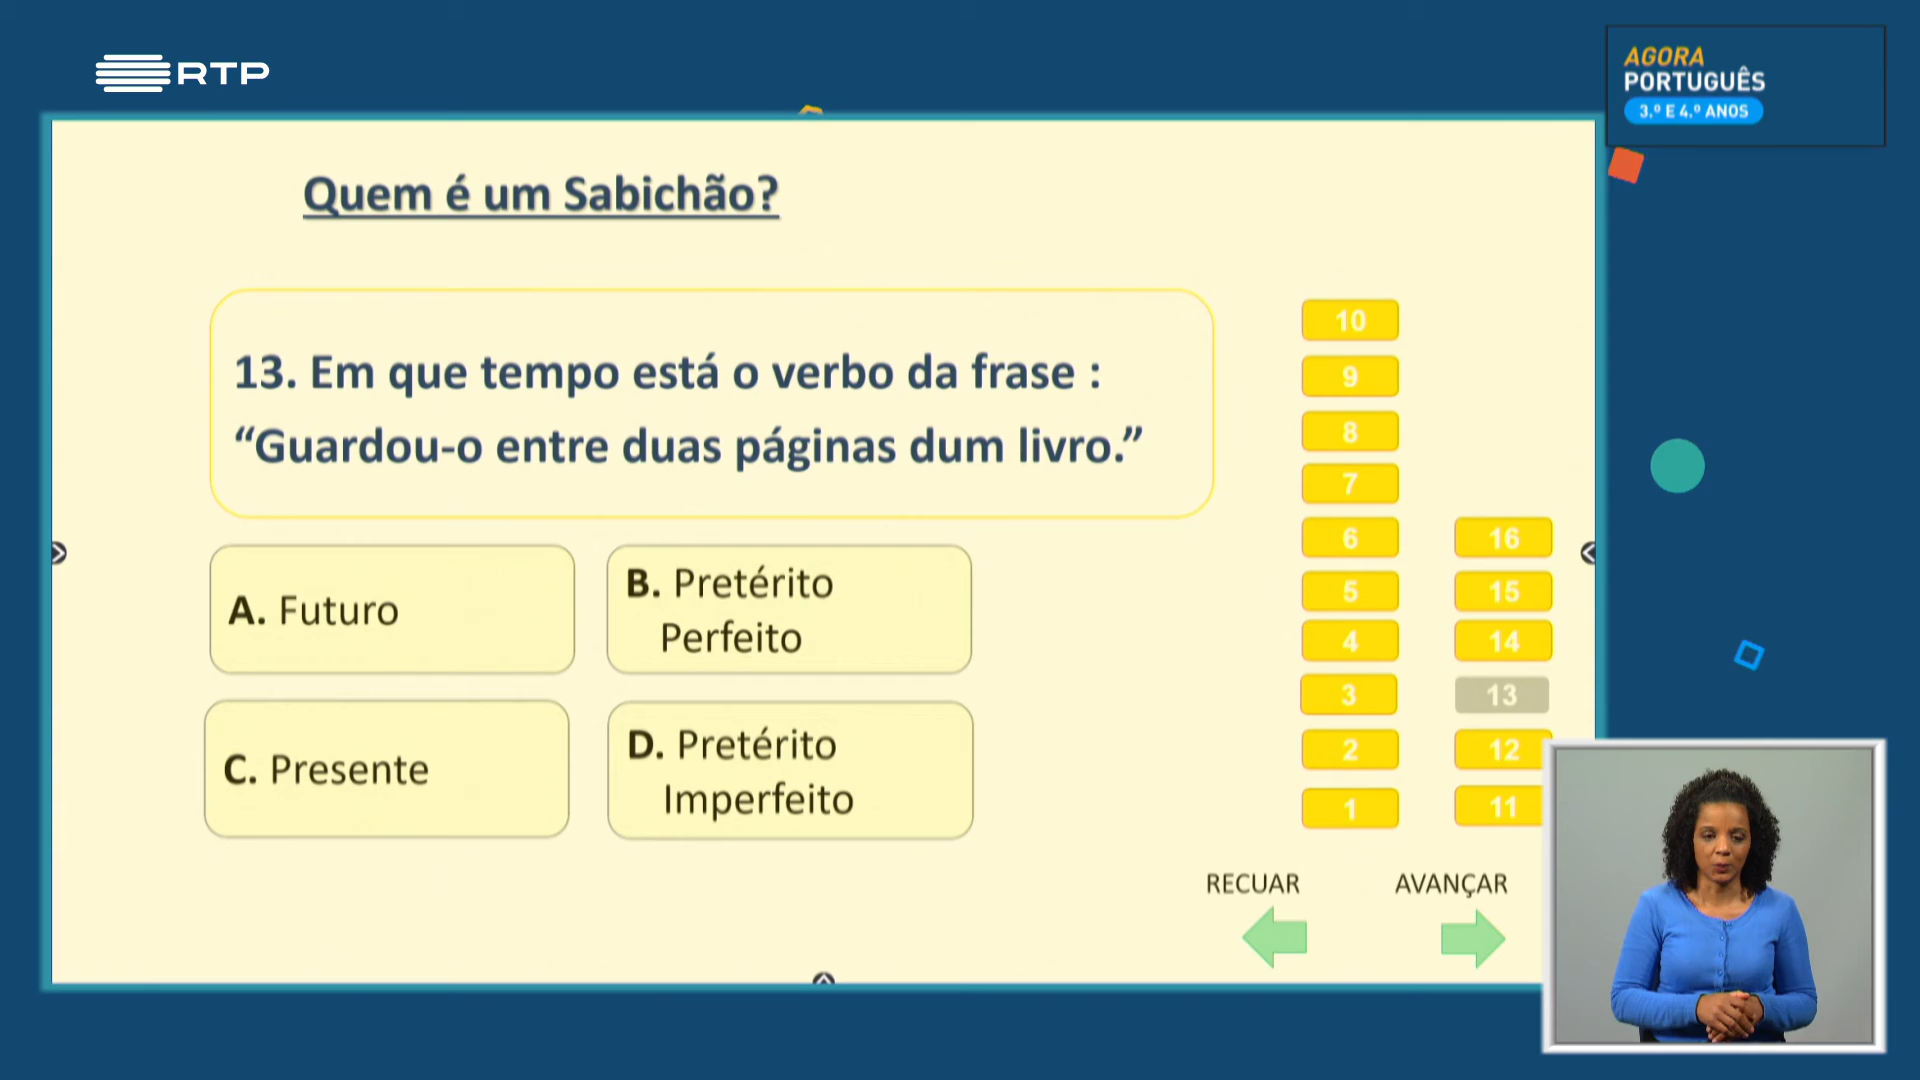 RTP
AGORA
PORTUGUÊS
3.º E 4.º ANOS
Quem é um Sabichão?
13. Em que tempo está o verbo da frase :
“Guardou-o entre duas páginas dum livro.”
A. Futuro
B. Pretérito
Perfeito
C. Presente
D. Pretérito
Imperfeito
10
9
8
7
6
5
4
3
2
1
16
15
14
13
12
11
RECUAR
AVANÇAR